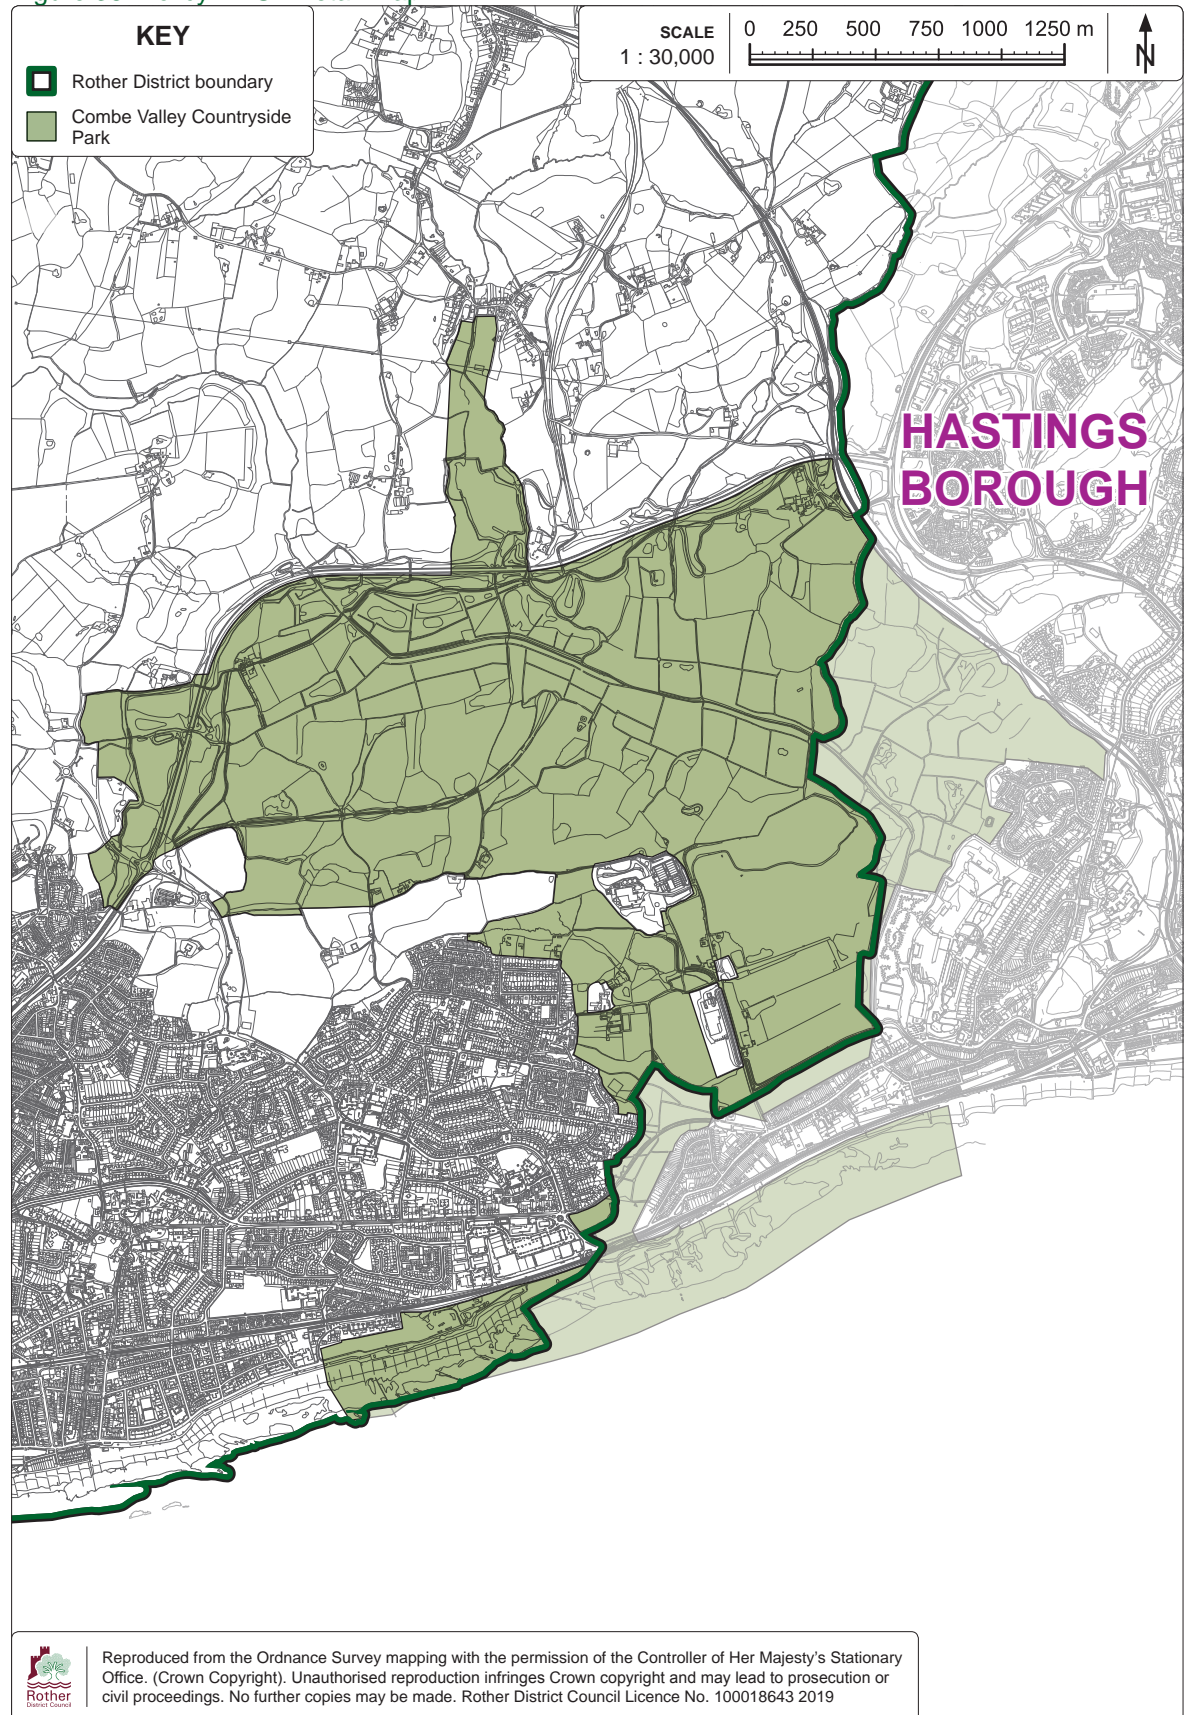 KEY
Rother District boundary
Combe Valley Countryside
Park
SCALE
1 : 30,000
0 250 500 750 1000 1250 m
N
HASTINGS
BOROUGH
Rother
District Council
Reproduced from the Ordnance Survey mapping with the permission of the Controller of Her Majesty's Stationary
Office. (Crown Copyright). Unauthorised reproduction infringes Crown copyright and may lead to prosecution or
civil proceedings. No further copies may be made. Rother District Council Licence No. 100018643 2019